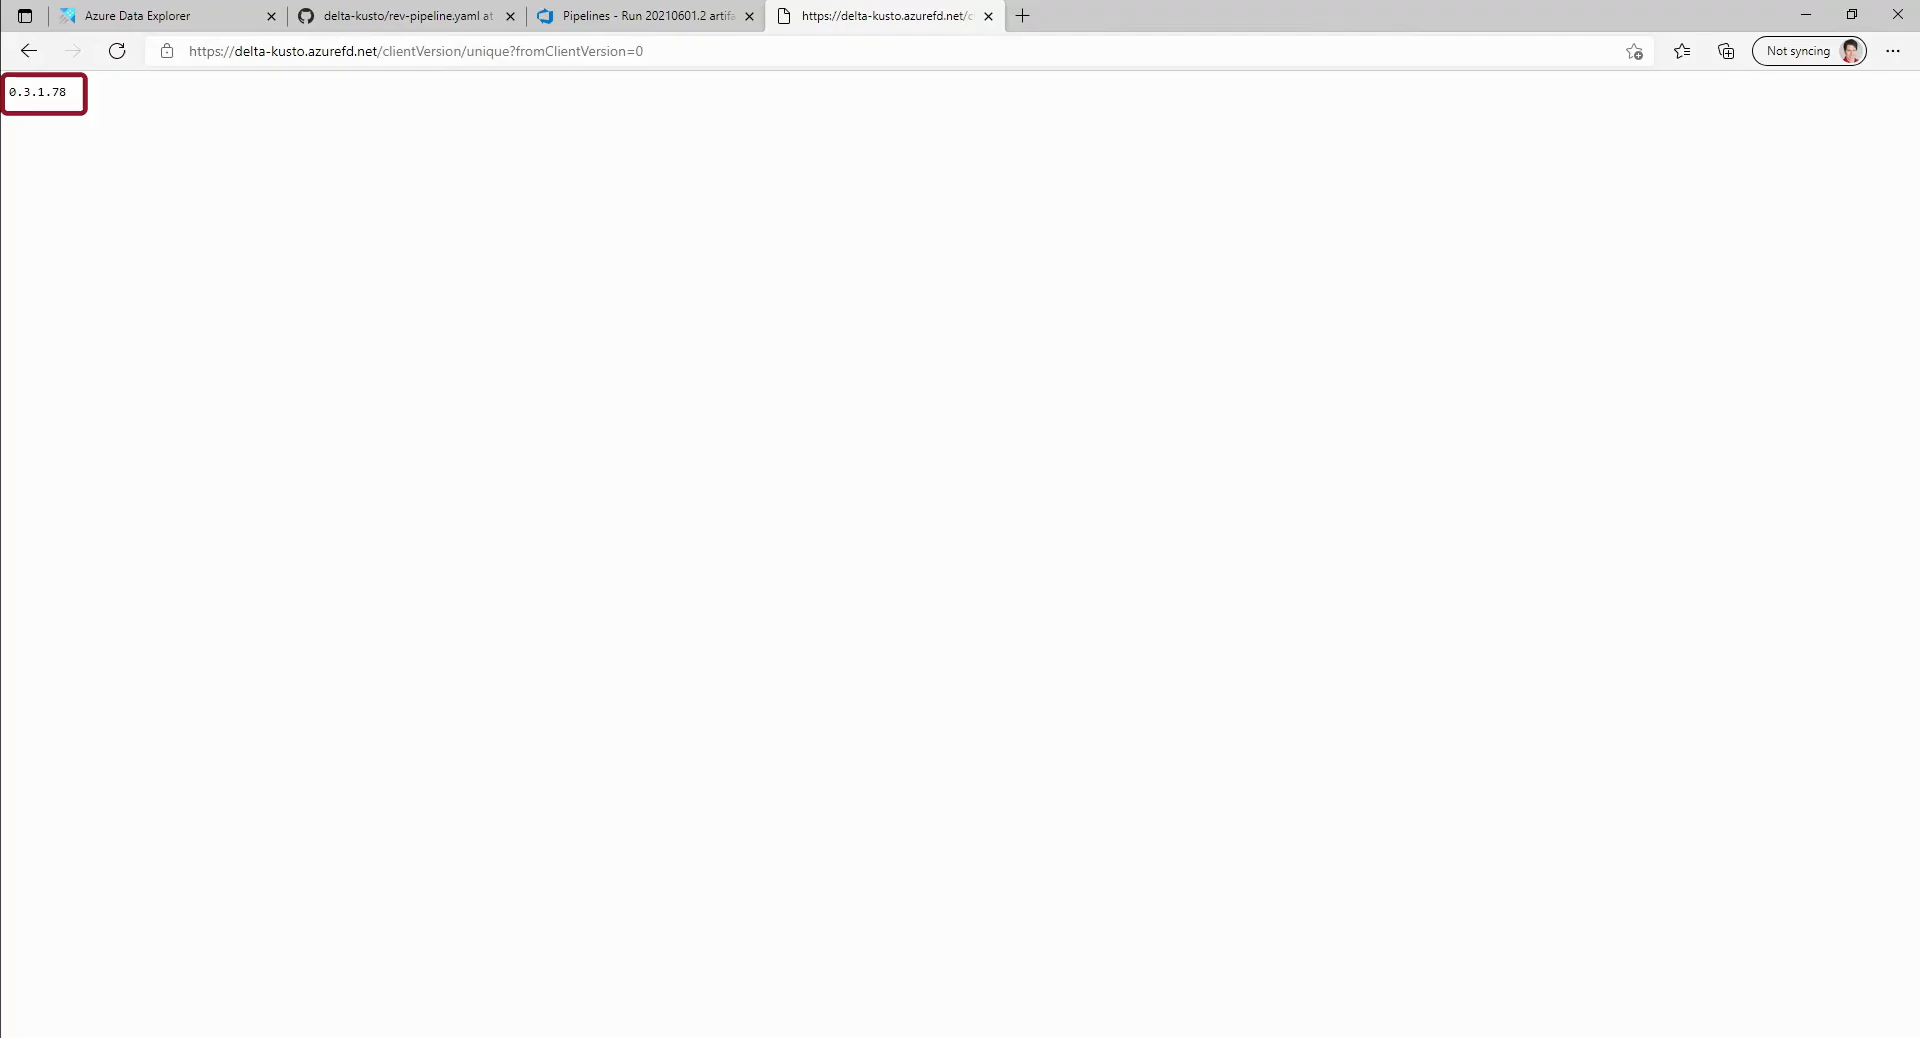 Azure Data Explorer
delta-kusto/rev-pipeline.yaml at
Pipelines - Run 20210601.2 artifa
https://delta-kusto.azurefd.net/c
https://delta-kusto.azurefd.net/clientVersion/unique?fromClientVersion=0
Not syncing
0.3.1.78